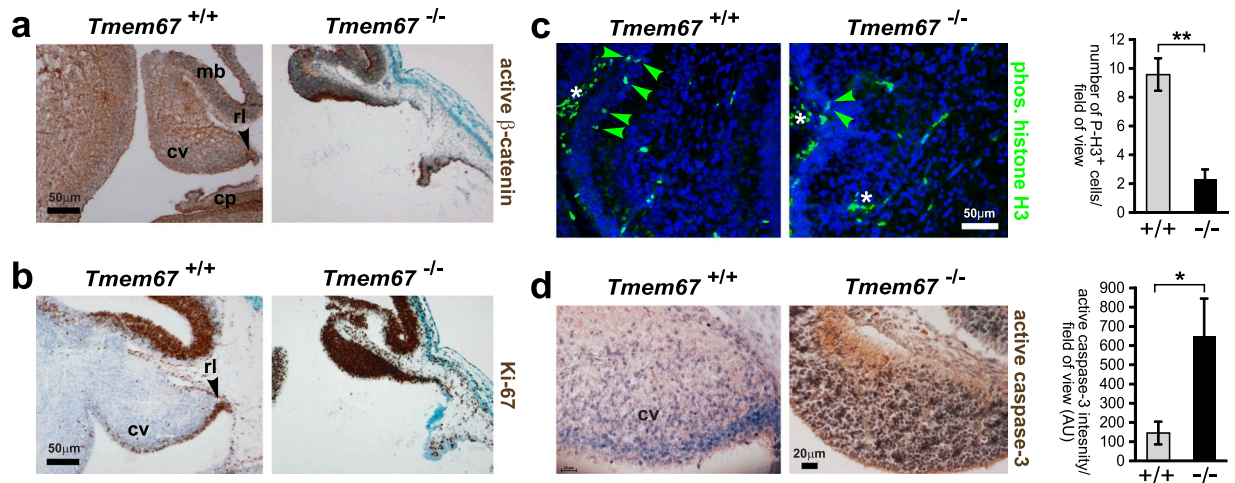 a
Tmem67 +/+
Tmem67 -/-
mb
rl
cv
cp
50µm
active β-catenin
b
Tmem67 +/+
Tmem67 -/-
rl
cv
50µm
Ki-67
c
Tmem67 +/+
Tmem67 -/-
*
*
*
50µm
phos. histone H3
number of P-H3+ cells/
field of view
12
10
8
6
4
2
0
**
+/+
-/-
d
Tmem67 +/+
Tmem67 -/-
cv
20µm
active caspase-3
active caspase-3 intesnity/
field of view (AU)
900
800
700
600
500
400
300
200
100
0
*
+/+
-/-